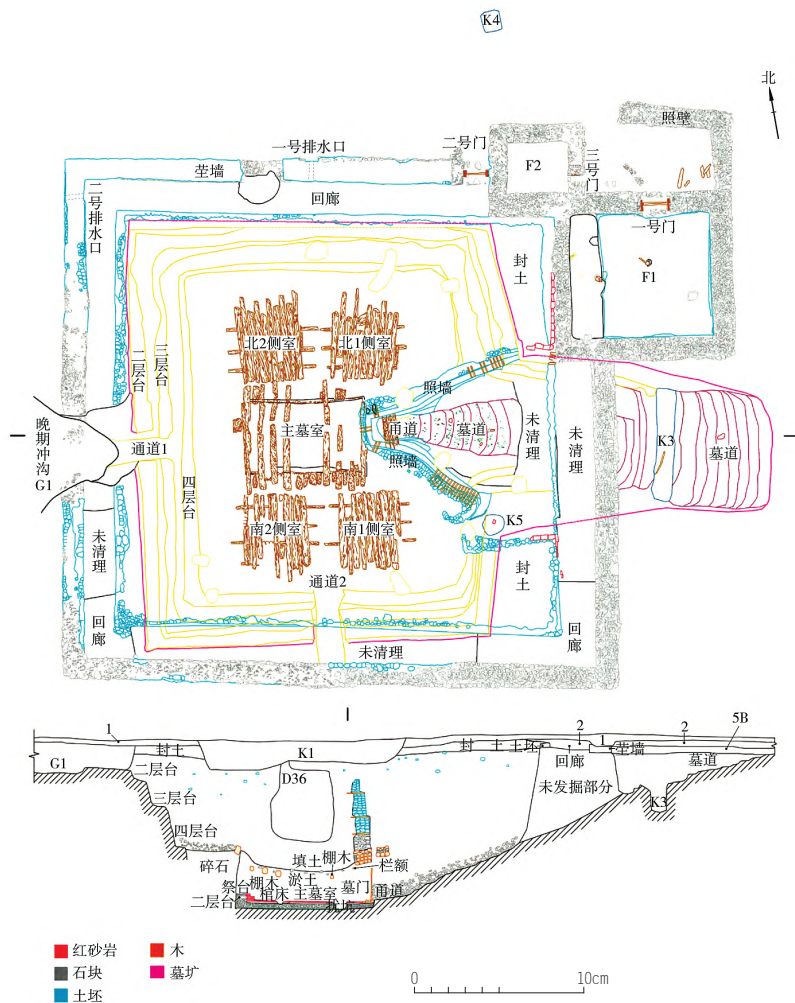 K4
北
照壁
一号排水口
二号门
三号门
茔墙
F2
回廊
二号排水口
一号门
封土
F1
北2侧室
北1侧室
二层台
三层台
照墙
晚期冲沟G1
通道1
主墓室
甬道
墓道
未清理
未清理
K3
墓道
照墙
四层台
南2侧室
南1侧室
K5
未清理
通道2
封土
回廊
未清理
回廊
1
封土
K1
封土
土坯
2
1
茔墙
2
5B
G1
二层台
D36
回廊
墓道
三层台
未发掘部分
K3
四层台
碎石
填土
棚木
栏额
祭台
棚木
淤土
墓门
甬道
二层台
棺床
主墓室
扰坑
红砂岩
木
石块
墓圹
土坯
0
10cm